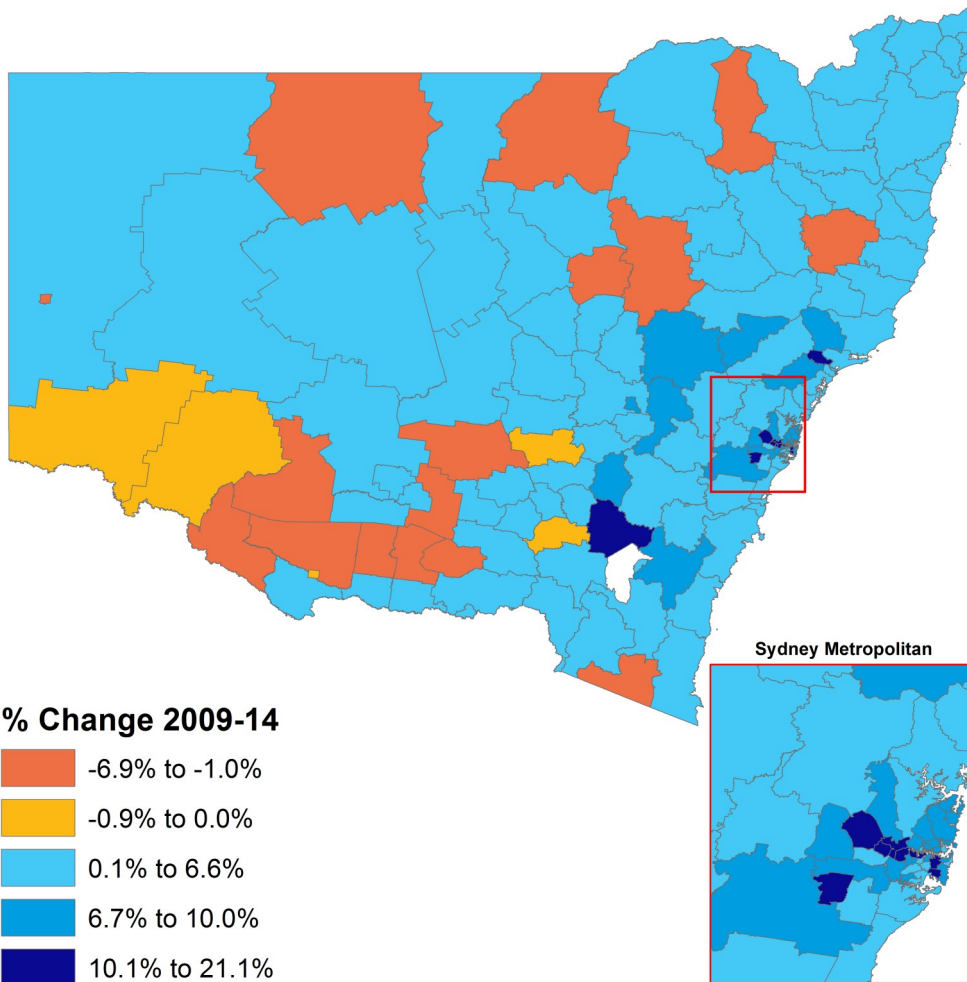 Sydney Metropolitan
% Change 2009-14
-6.9% to -1.0%
-0.9% to 0.0%
0.1% to 6.6%
6.7% to 10.0%
10.1% to 21.1%